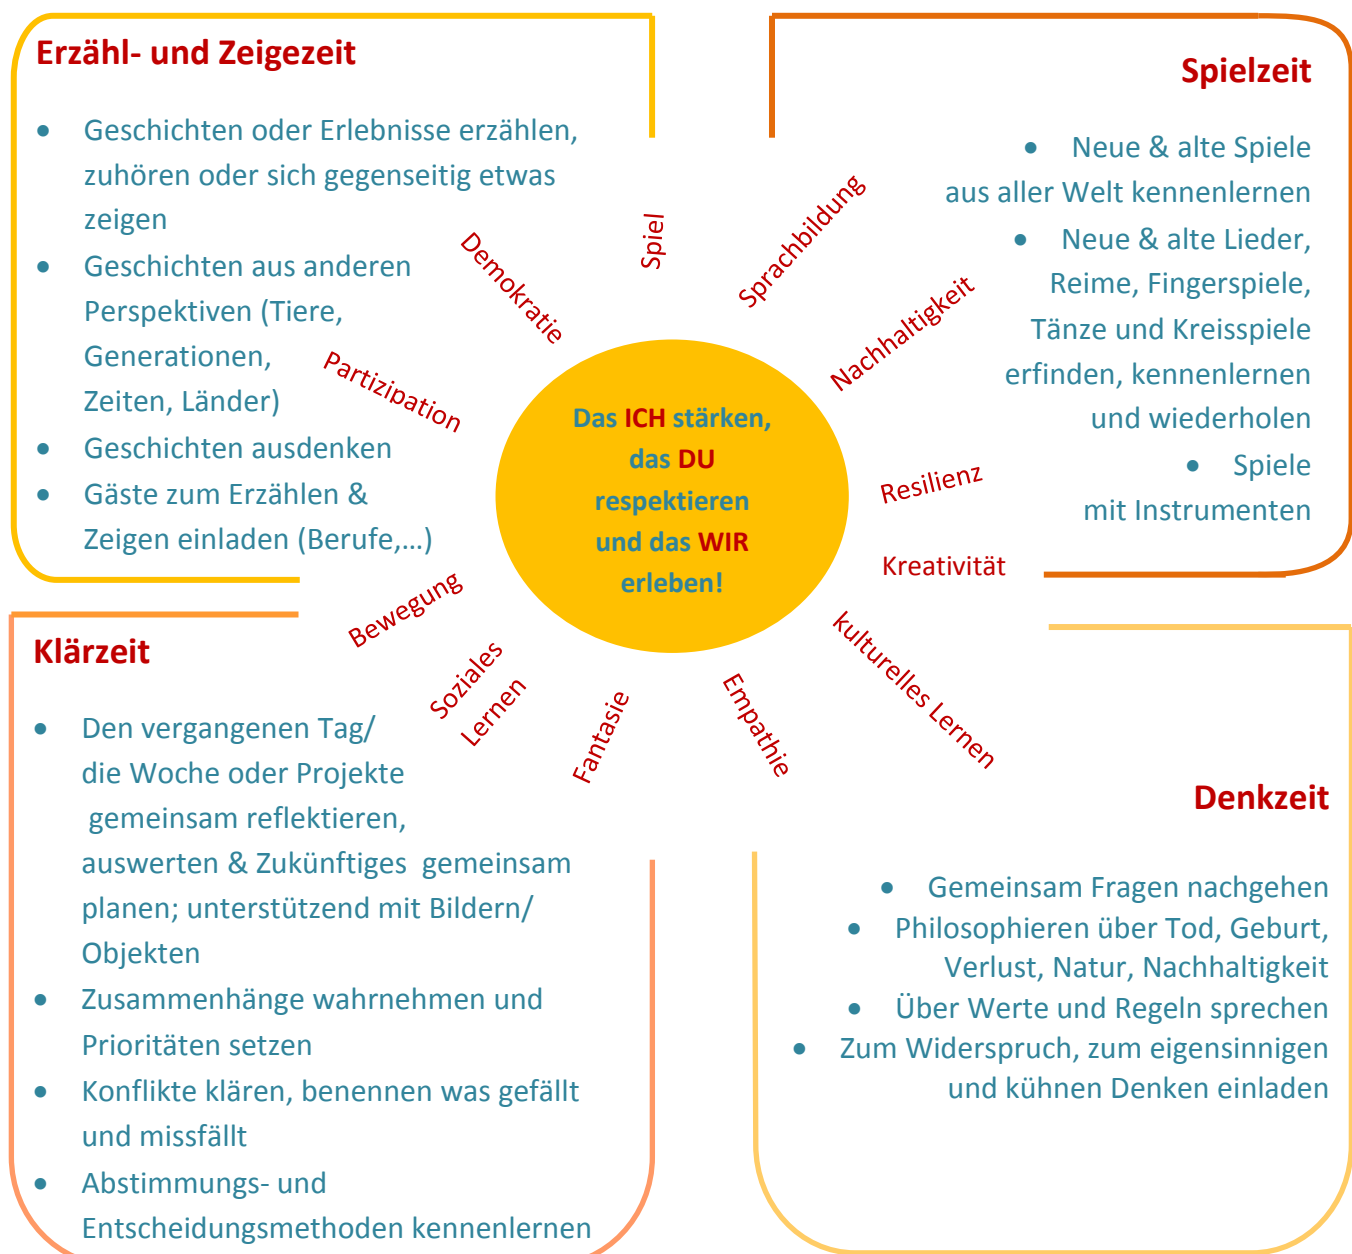 Erzähl- und Zeigezeit
• Geschichten oder Erlebnisse erzählen,
zuhören oder sich gegenseitig etwas
zeigen
• Geschichten aus anderen
Perspektiven (Tiere,
Generationen,
Zeiten, Länder)
• Geschichten ausdenken
• Gäste zum Erzählen &
Zeigen einladen (Berufe,...)
Spielzeit
• Neue & alte Spiele
aus aller Welt kennenlernen
• Neue & alte Lieder,
Reime, Fingerspiele,
Tänze und Kreisspiele
erfinden, kennenlernen
und wiederholen
• Spiele
mit Instrumenten
Partizipation
Demokratie
Spiel
Sprachbildung
Nachhaltigkeit
Resilienz
Kreativität
kulturelles Lernen
Empathie
Fantasie
Soziales
Lernen
Bewegung
Das ICH stärken,
das DU
respektieren
und das WIR
erleben!
Klärzeit
• Den vergangenen Tag/
die Woche oder Projekte
gemeinsam reflektieren,
auswerten & Zukünftiges gemeinsam
planen; unterstützend mit Bildern/
Objekten
• Zusammenhänge wahrnehmen und
Prioritäten setzen
• Konflikte klären, benennen was gefällt
und missfällt
• Abstimmungs- und
Entscheidungsmethoden kennenlernen
Denkzeit
• Gemeinsam Fragen nachgehen
• Philosophieren über Tod, Geburt,
Verlust, Natur, Nachhaltigkeit
• Über Werte und Regeln sprechen
• Zum Widerspruch, zum eigensinnigen
und kühnen Denken einladen